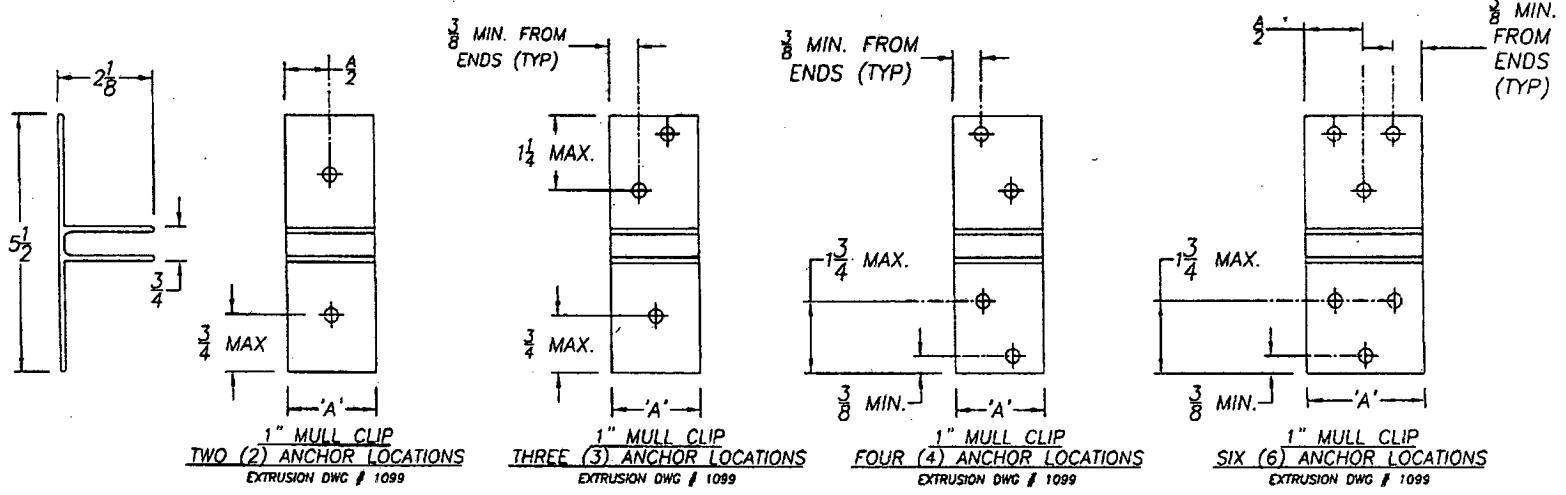 2 1/8
5 1/2
3/4
A/2
3/4 MAX
'A'
1" MULL CLIP
TWO (2) ANCHOR LOCATIONS
EXTRUSION DWG # 1099
3/8 MIN. FROM
ENDS (TYP)
1 1/4 MAX.
3/4 MAX.
'A'
1" MULL CLIP
THREE (3) ANCHOR LOCATIONS
EXTRUSION DWG # 1099
3/8 MIN. FROM
ENDS (TYP)
1 3/4 MAX.
3/8 MIN.
'A'
1" MULL CLIP
FOUR (4) ANCHOR LOCATIONS
EXTRUSION DWG # 1099
A/2
3/8 MIN.
FROM
ENDS
(TYP)
1 3/4 MAX.
3/8 MIN.
'A'
1" MULL CLIP
SIX (6) ANCHOR LOCATIONS
EXTRUSION DWG # 1099